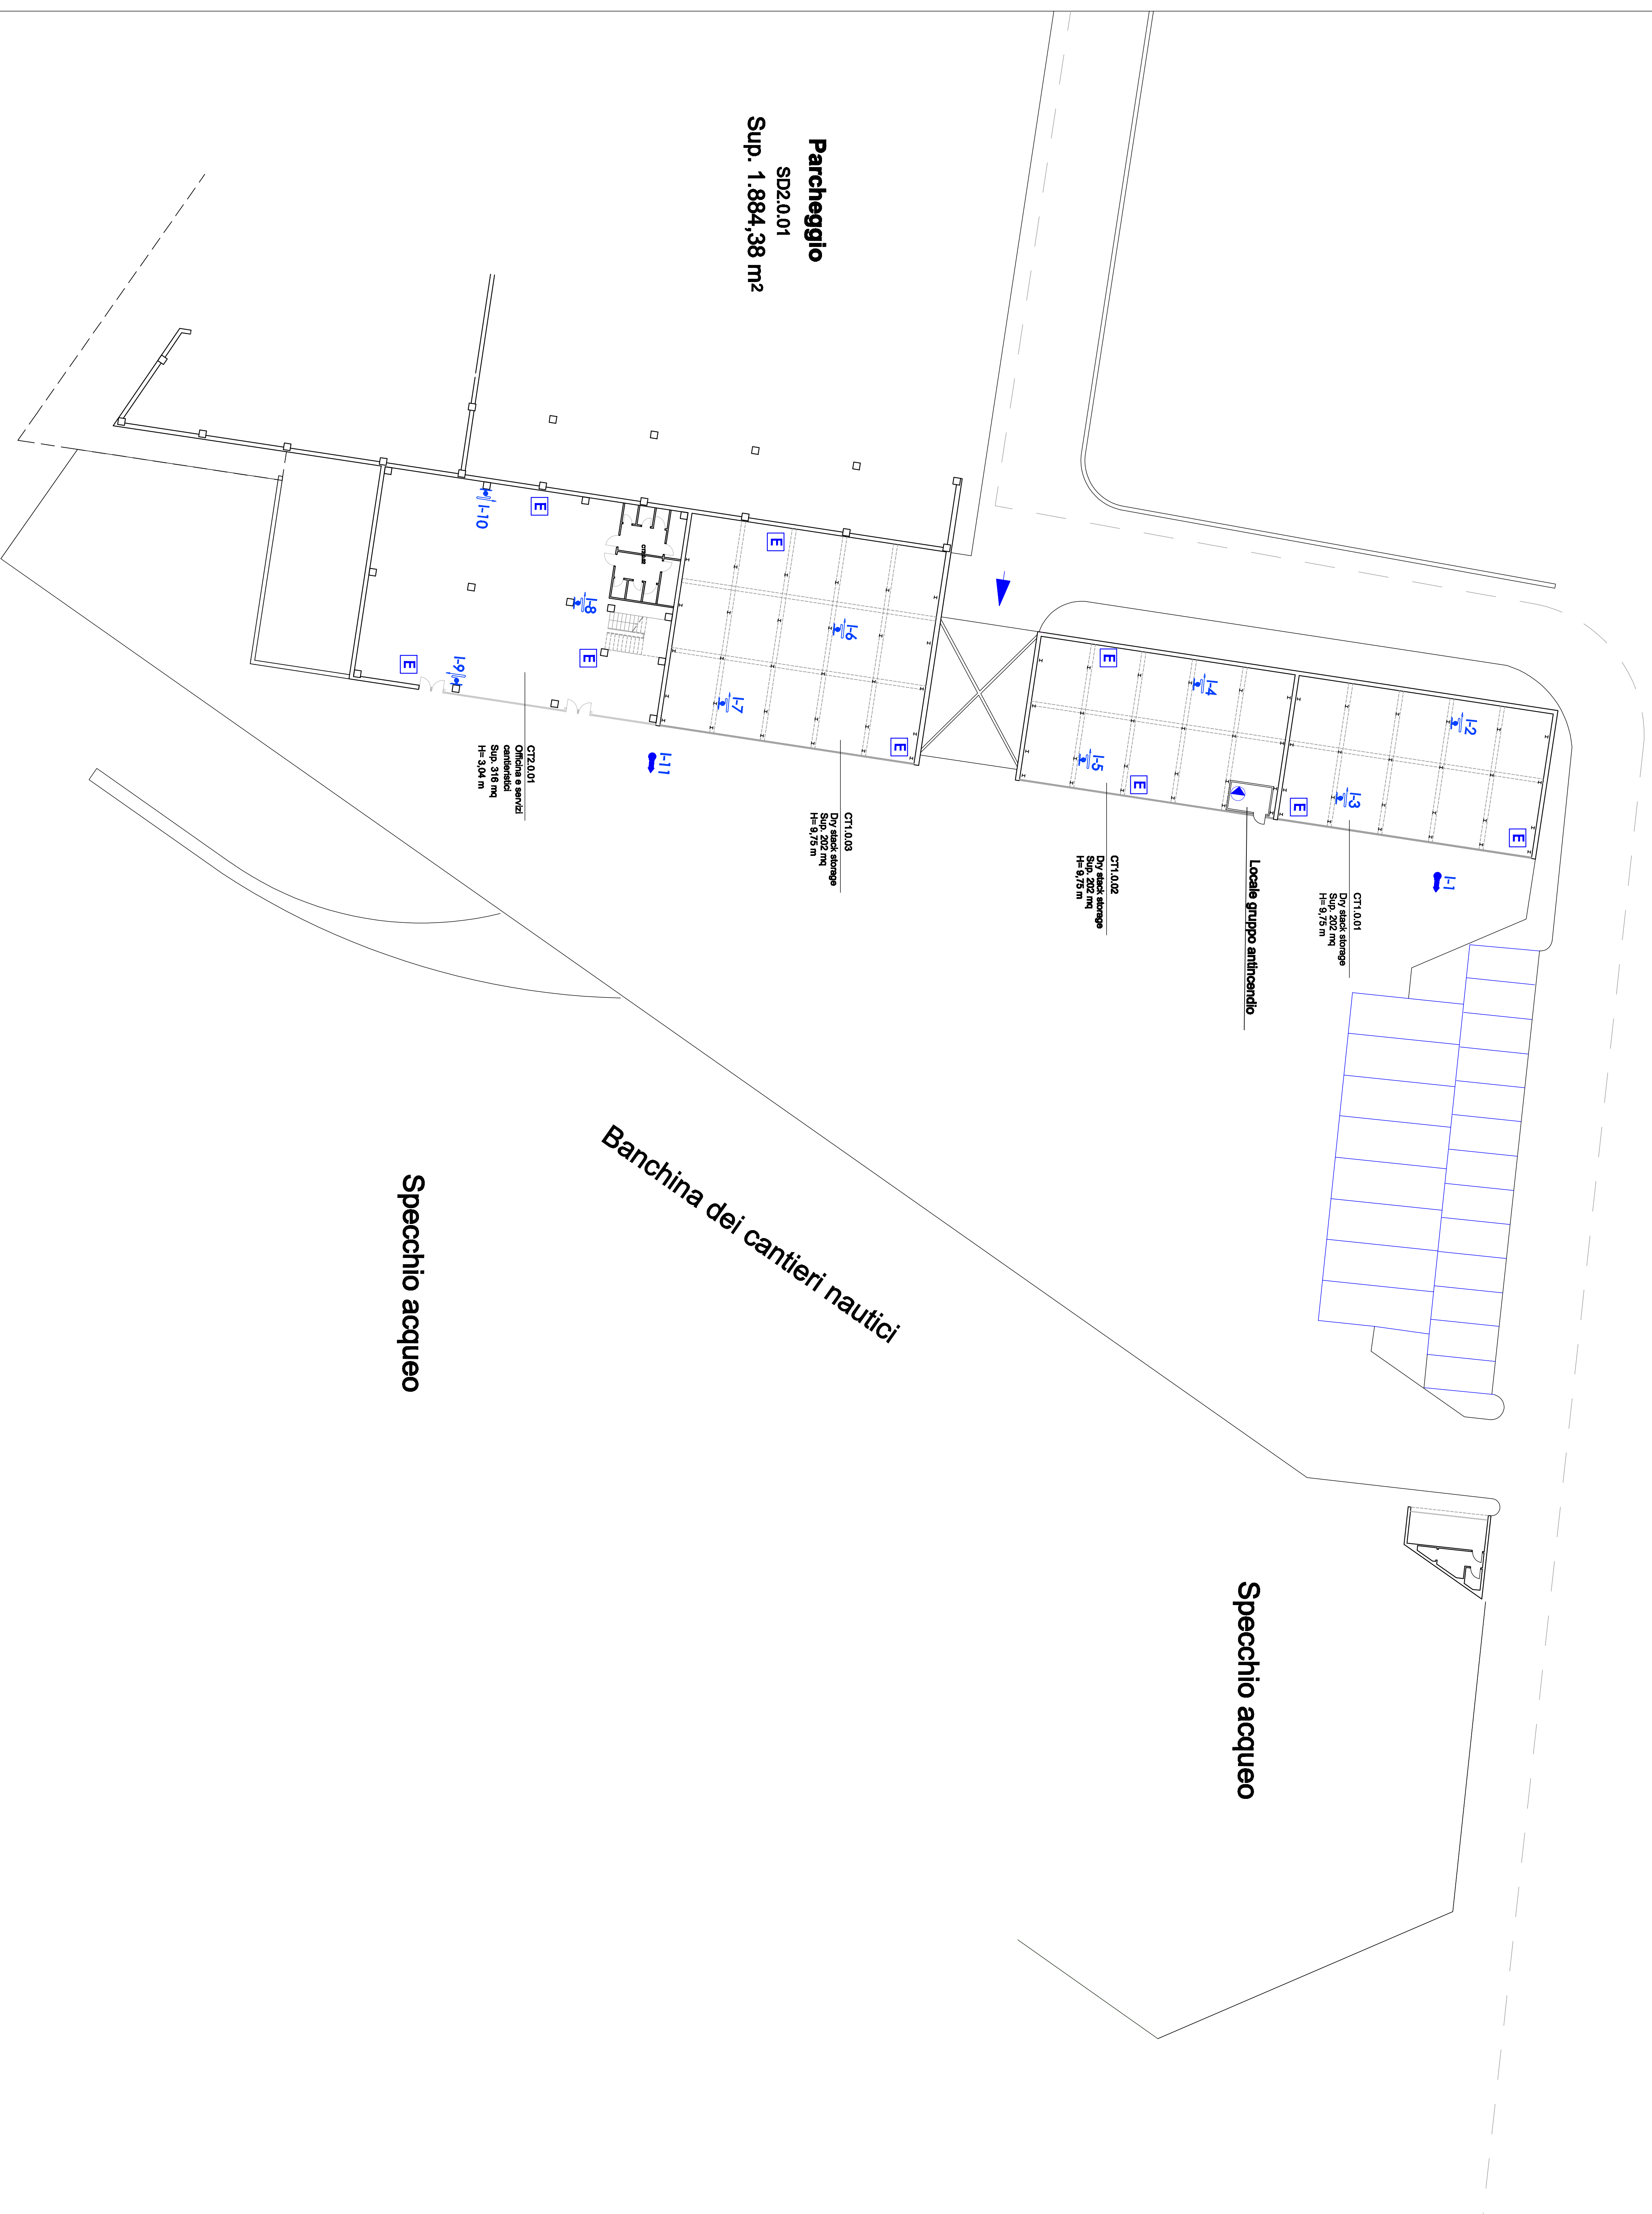 Parcheggio
SD2.0.01
Sup. 1.884,38 m²
I-10
E
E
I-8
I-6
E
I-9
E
E
I-7
I-11
E
I-4
I-2
E
I-5
E
I-3
E
E
I-1
CT2.0.01
Officina e servizi
cantieristici
Sup. 316 mq
H= 3,04 m
CT1.0.03
Dry stack storage
Sup. 202 mq
H= 9,75 m
CT1.0.02
Dry stack storage
Sup. 202 mq
H= 9,75 m
Locale gruppo antincendio
CT1.0.01
Dry stack storage
Sup. 202 mq
H= 9,75 m
Banchina dei cantieri nautici
Specchio acqueo
Specchio acqueo